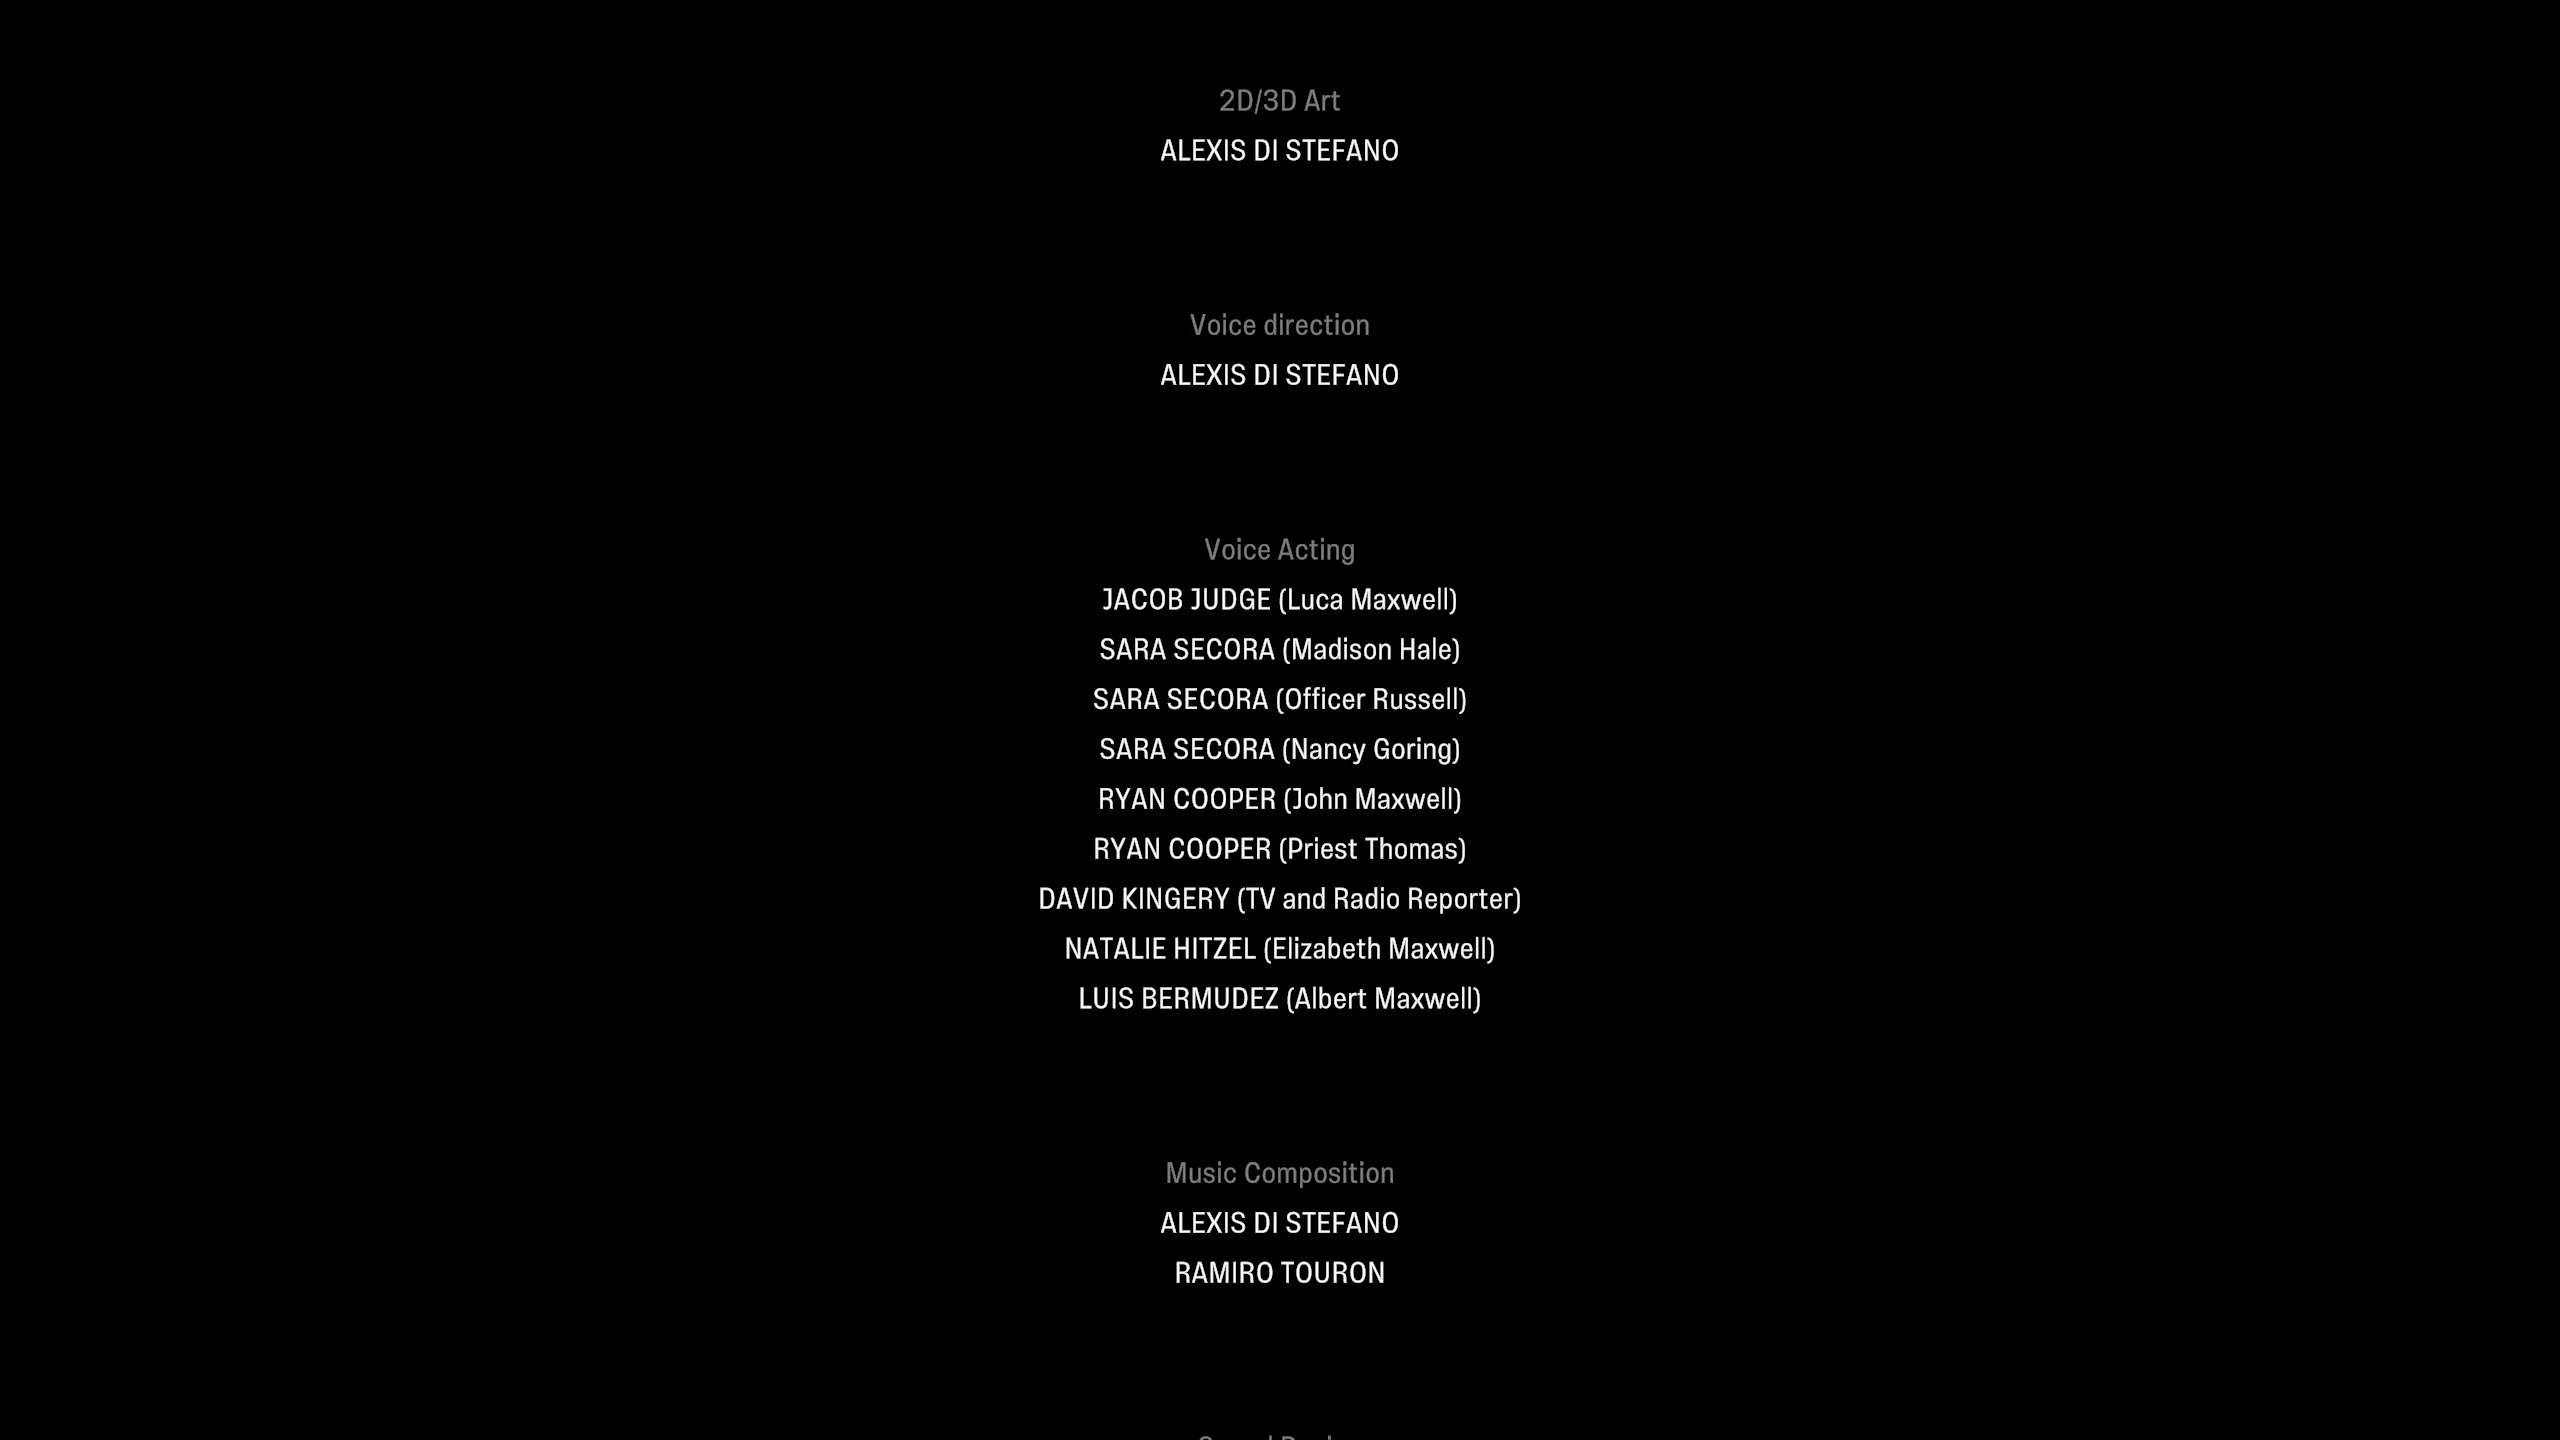 2D/3D Art
ALEXIS DI STEFANO
Voice direction
ALEXIS DI STEFANO
Voice Acting
JACOB JUDGE (Luca Maxwell)
SARA SECORA (Madison Hale)
SARA SECORA (Officer Russell)
SARA SECORA (Nancy Goring)
RYAN COOPER (John Maxwell)
RYAN COOPER (Priest Thomas)
DAVID KINGERY (TV and Radio Reporter)
NATALIE HITZEL (Elizabeth Maxwell)
LUIS BERMUDEZ (Albert Maxwell)
Music Composition
ALEXIS DI STEFANO
RAMIRO TOURON